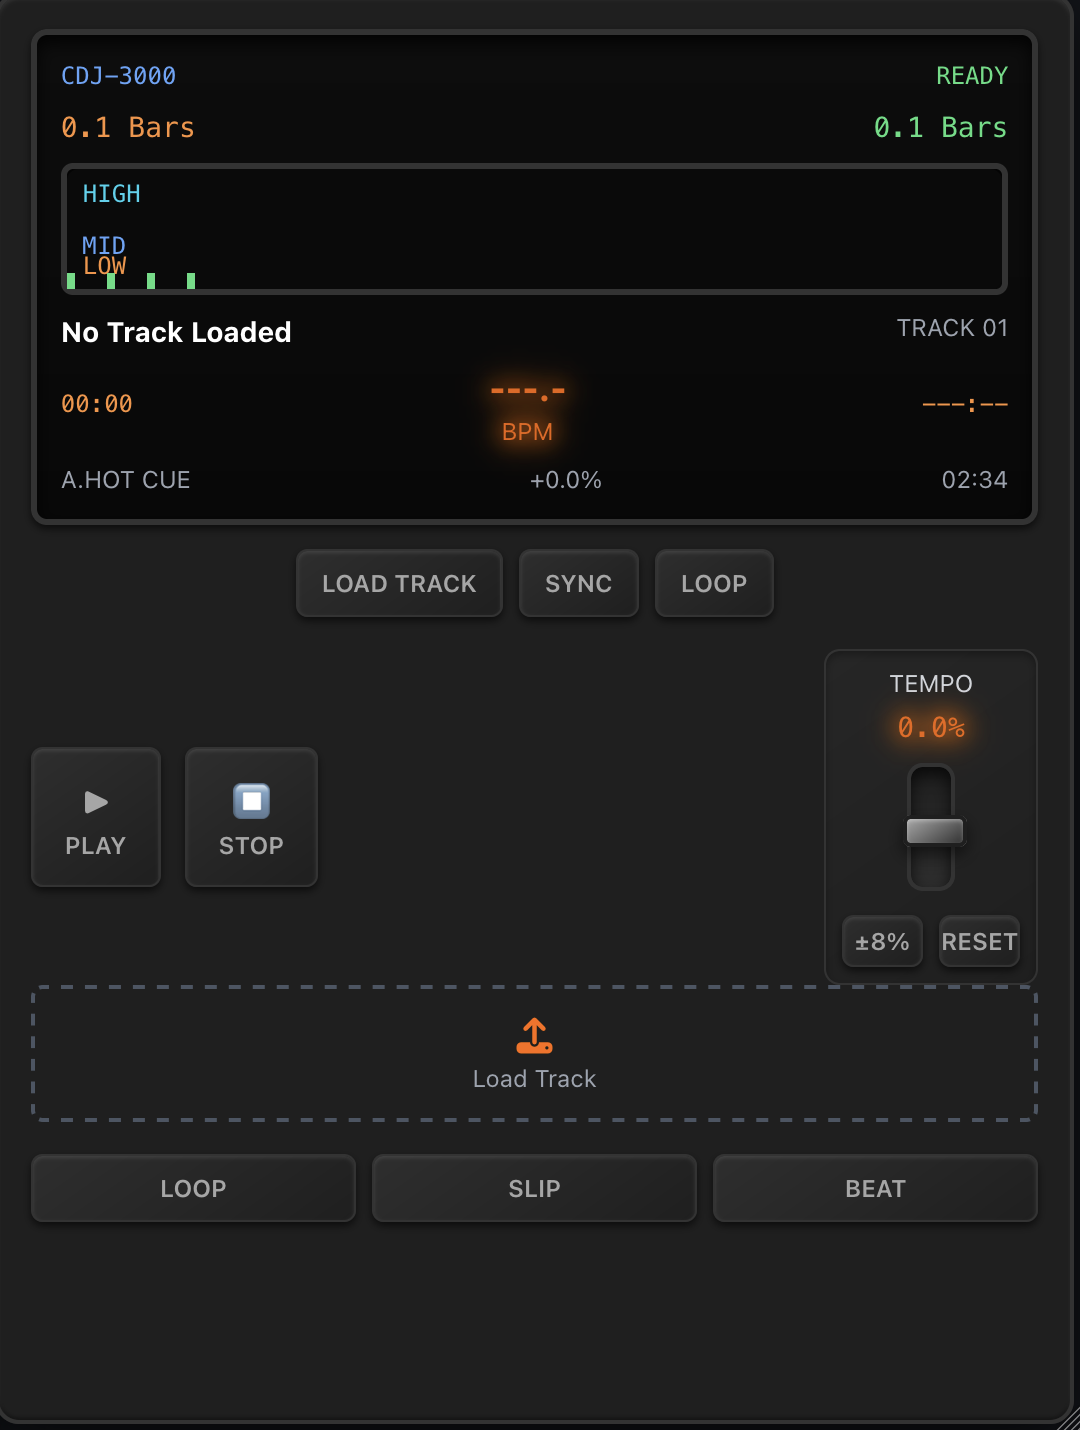 CDJ-3000 READY
0.1 Bars 0.1 Bars
HIGH
MID
LOW
No Track Loaded TRACK 01
00:00 ---.- ---:--
BPM
A.HOT CUE +0.0% 02:34
LOAD TRACK SYNC LOOP
TEMPO
0.0%
PLAY STOP
±8% RESET
Load Track
LOOP SLIP BEAT